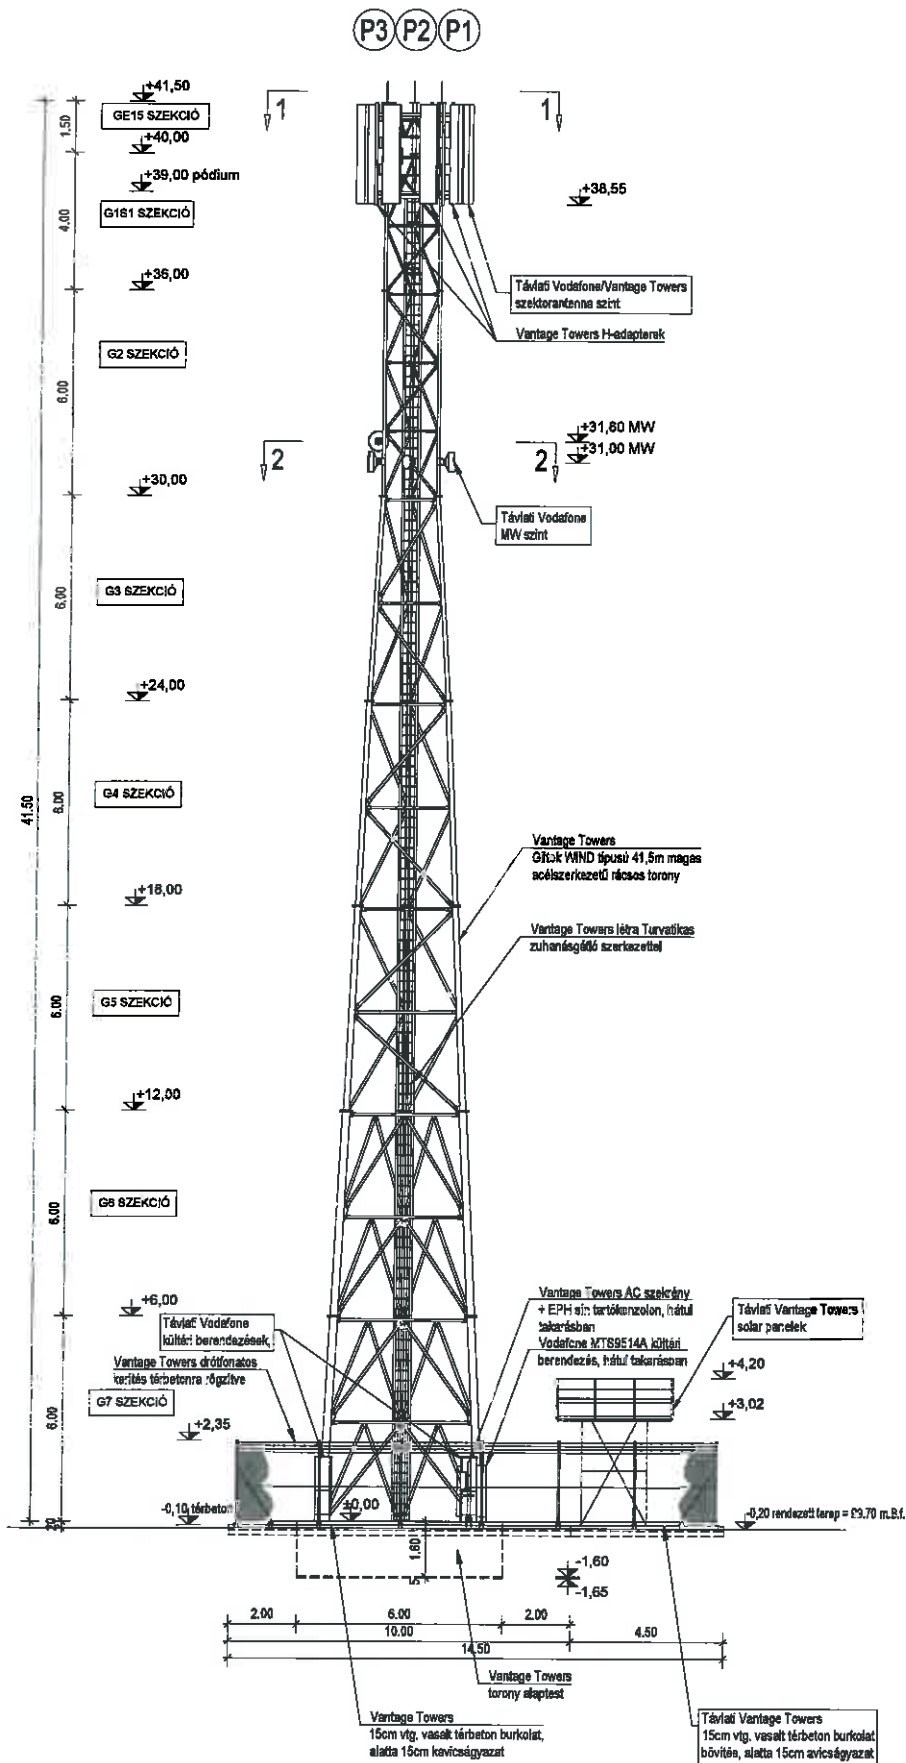 P3 P2 P1
+41,50
1 1
GE15 SZEKCIÓ
1.50
+40,00
+39,00 pódium
+38,55
G1S1 SZEKCIÓ
4.00
+36,00
Távlati Vodafone/Vantage Towers
szektorantenna szint
Vantage Towers H-adapterek
G2 SZEKCIÓ
6.00
+31,60 MW
+31,00 MW
2 2
+30,00
Távlati Vodafone
MW szint
G3 SZEKCIÓ
6.00
+24,00
G4 SZEKCIÓ
6.00
41.50
Vantage Towers
WIND típusú 41,5m magas
acélszerkezetű rácsos torony
+18,00
Vantage Towers létra Turvatikas
zuhanásgátló szerkezettel
G5 SZEKCIÓ
6.00
+12,00
G6 SZEKCIÓ
6.00
+6,00
Távlati Vodafone
kültéri berendezések
Vantage Towers AC szekrény
+ EPH sín tartókonzolon, hátul
takarásban
Vodafone MTS9514A kültéri
berendezés, hátul takarásban
Távlati Vantage Towers
solar panelek
Vantage Towers drótfonatos
kerítés térbetonra rögzítve
+4,20
G7 SZEKCIÓ
6.00
+3,02
+2,35
-0,10 térbeton
±0,00
-0,20 rendezett terep = 89.70 m.B.f.
20
1.60
5
-1,60
-1,65
2.00 6.00 2.00
10.00 4.50
14.50
Vantage Towers
torony alaptest
Vantage Towers
15cm vtg. vasalt térbeton burkolat,
alatta 15cm kavicságyazat
Távlati Vantage Towers
15cm vtg. vasalt térbeton burkolat
bővítés, alatta 15cm avicságyazat